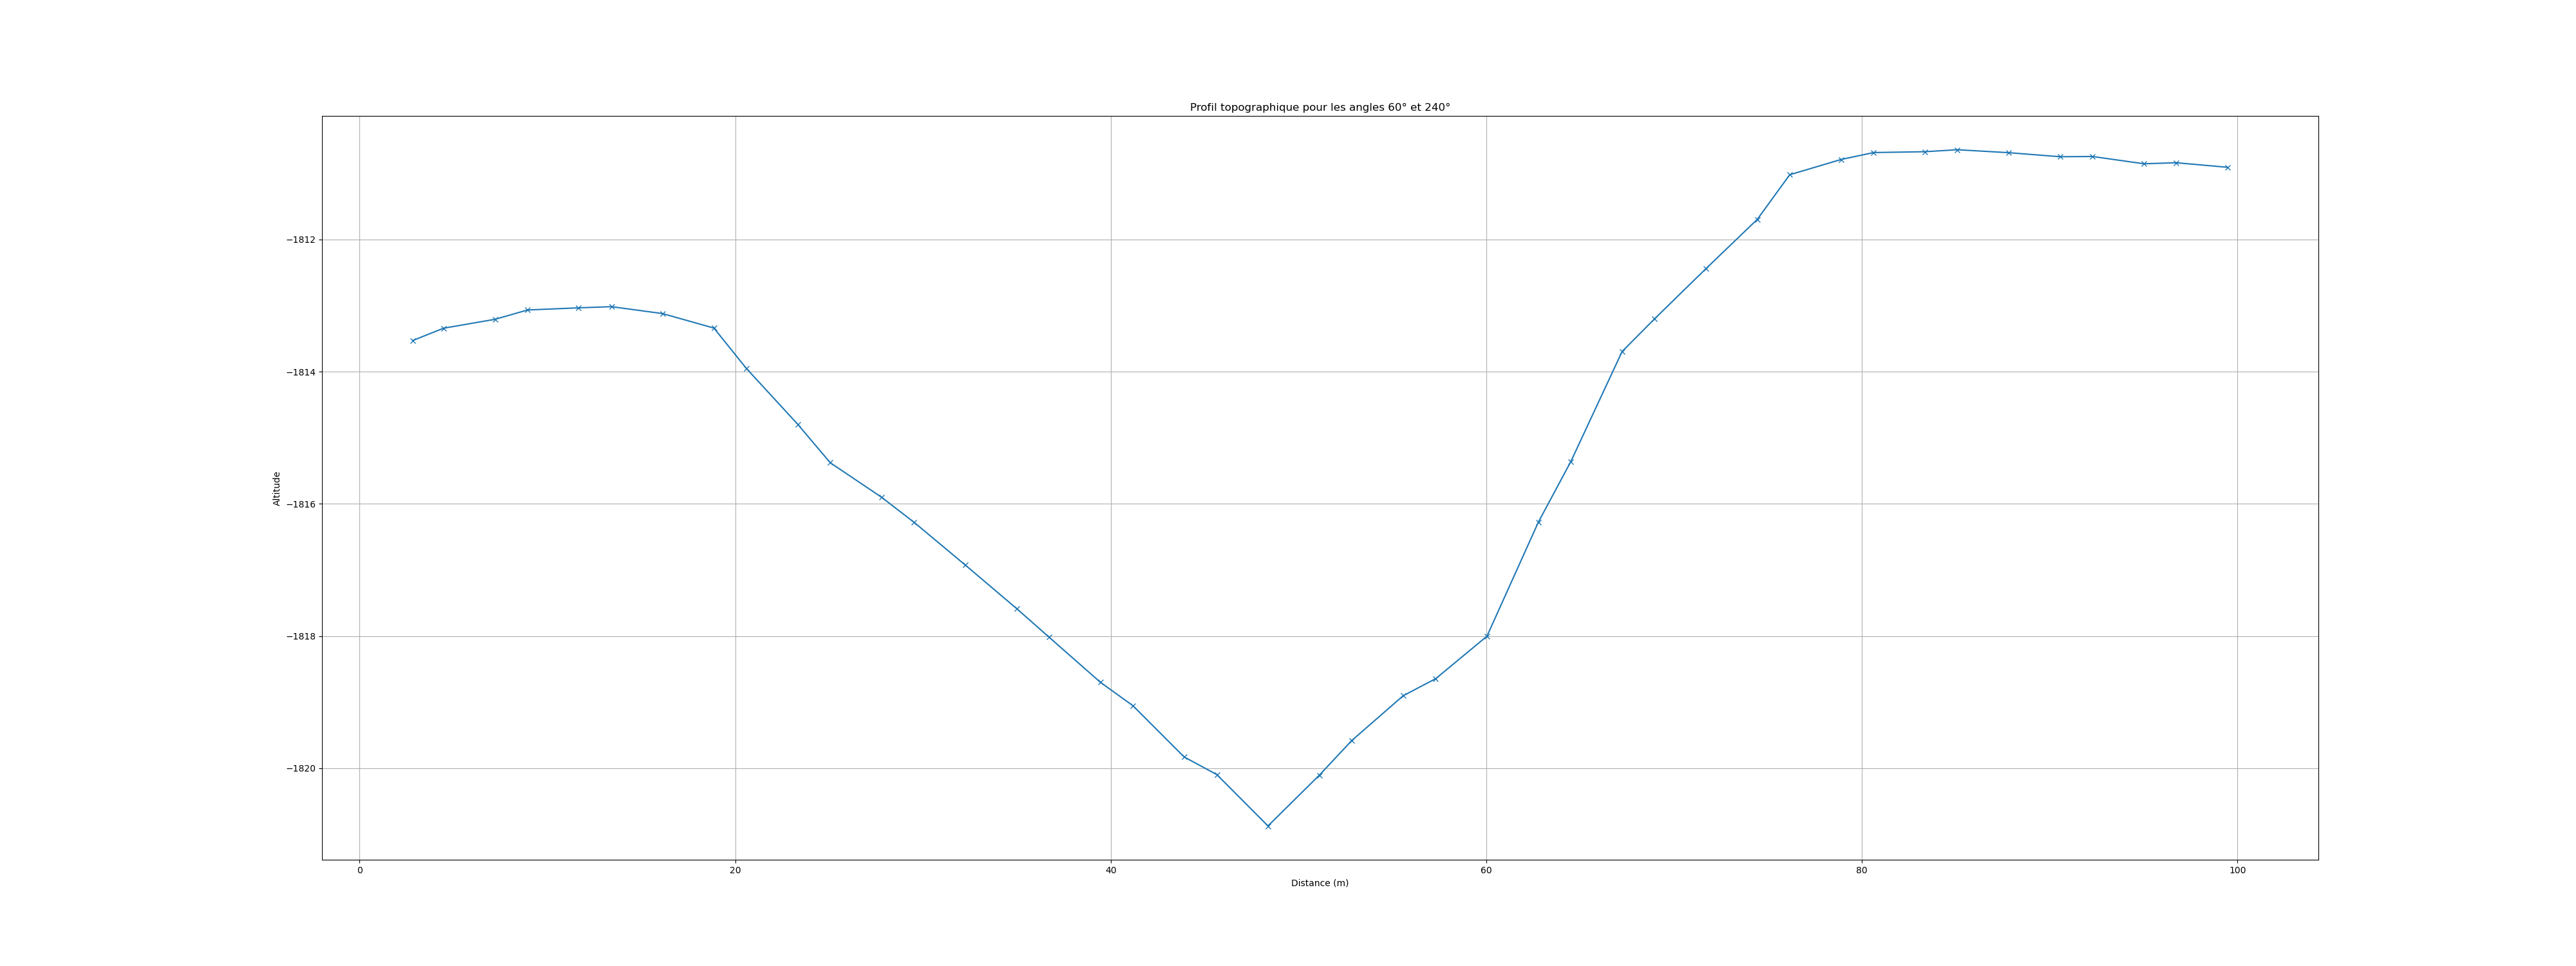 Profil topographique pour les angles 60° et 240°
Altitude
−1812
−1814
−1816
−1818
−1820
0 20 40 60 80 100
Distance (m)